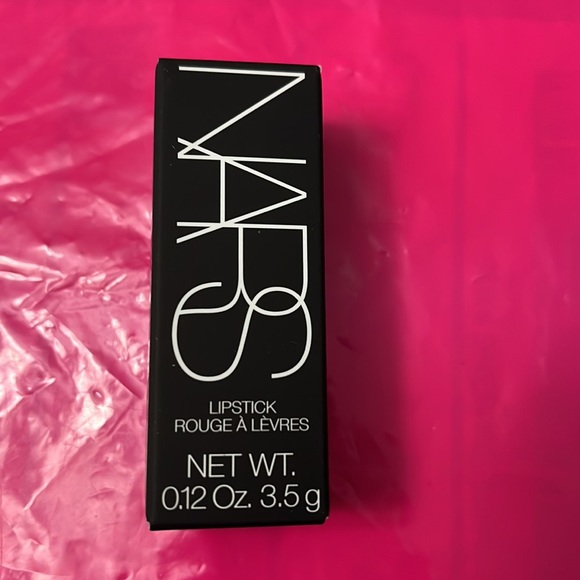 NARS
LIPSTICK
ROUGE À LÈVRES
NET WT.
0.12 Oz. 3.5 g